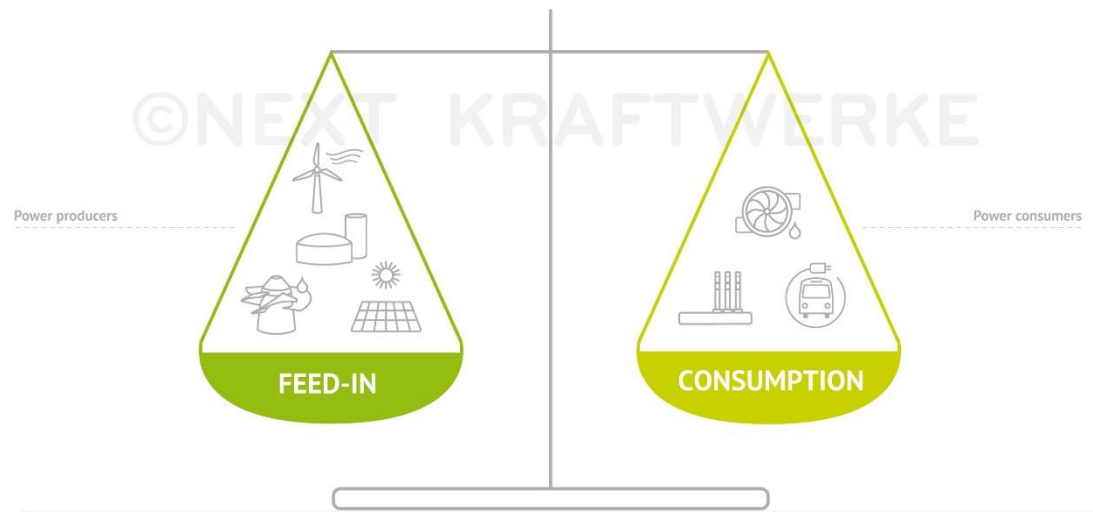 ©NEXT KRAFTWERKE
Power producers
Power consumers
FEED-IN
CONSUMPTION